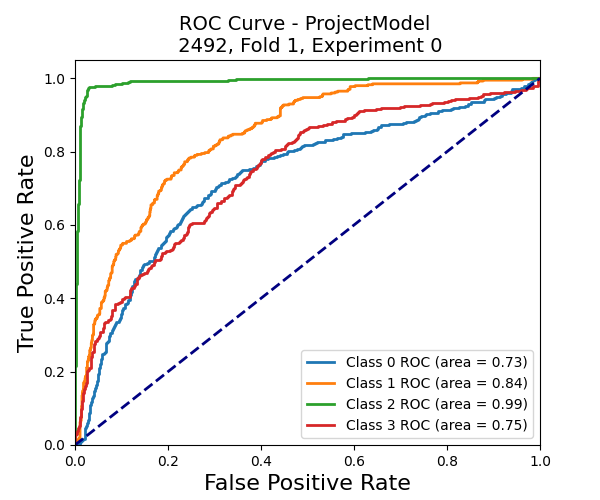 ROC Curve - ProjectModel
2492, Fold 1, Experiment 0
True Positive Rate
1.0
0.8
0.6
0.4
0.2
0.0
0.0 0.2 0.4 0.6 0.8 1.0
False Positive Rate
Class 0 ROC (area = 0.73)
Class 1 ROC (area = 0.84)
Class 2 ROC (area = 0.99)
Class 3 ROC (area = 0.75)